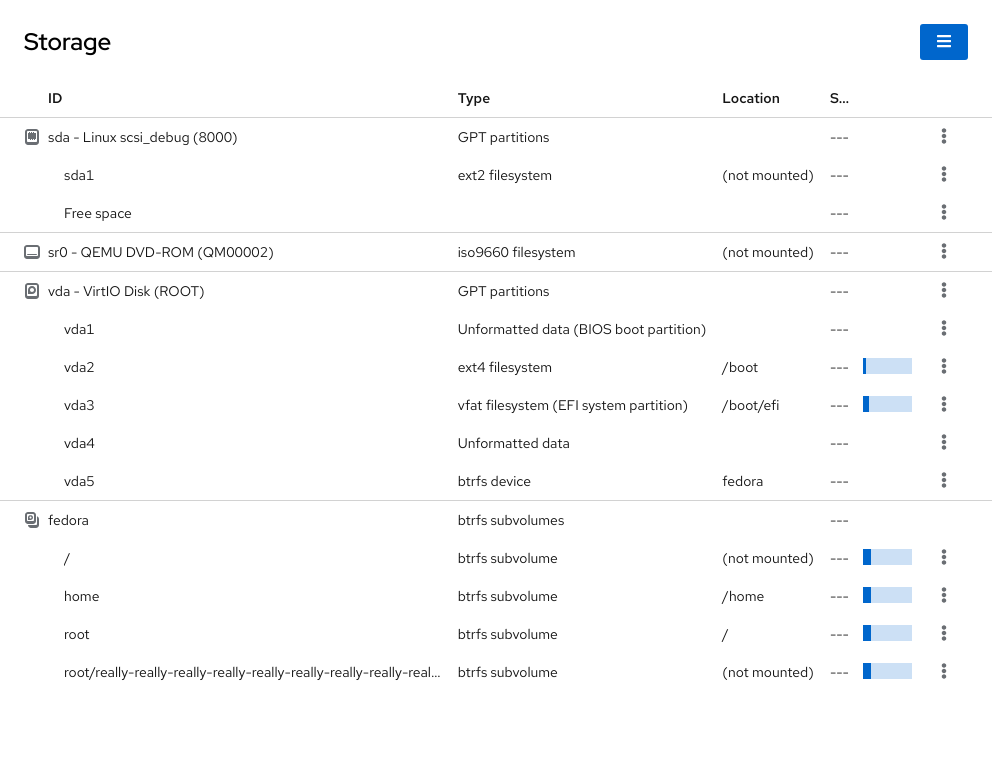 Storage
ID Type Location S...
sda - Linux scsi_debug (8000) GPT partitions ---
sda1 ext2 filesystem (not mounted) ---
Free space ---
sr0 - QEMU DVD-ROM (QM00002) iso9660 filesystem (not mounted) ---
vda - VirtIO Disk (ROOT) GPT partitions ---
vda1 Unformatted data (BIOS boot partition) ---
vda2 ext4 filesystem /boot ---
vda3 vfat filesystem (EFI system partition) /boot/efi ---
vda4 Unformatted data ---
vda5 btrfs device fedora ---
fedora btrfs subvolumes ---
/ btrfs subvolume (not mounted) ---
home btrfs subvolume /home ---
root btrfs subvolume / ---
root/really-really-really-really-really-really-really-really-real... btrfs subvolume (not mounted) ---